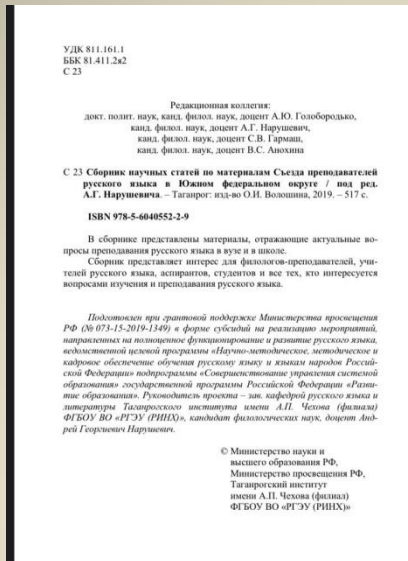 УДК 811.161.1
ББК 81.411.2я2
С 23
Редакционная коллегия:
докт. полит. наук, канд. филол. наук, доцент А.Ю. Голобородько,
канд. филол. наук, доцент А.Г. Нарушевич,
канд. филол. наук, доцент С.В. Гармаш,
канд. филол. наук, доцент В.С. Анохина
С 23 Сборник научных статей по материалам Съезда преподавателей
русского языка в Южном федеральном округе / под ред.
А.Г. Нарушевича. – Таганрог: изд-во О.И. Волошина, 2019. – 517 с.
ISBN 978-5-6040552-2-9
В сборнике представлены материалы, отражающие актуальные во-
просы преподавания русского языка в вузе и в школе.
Сборник представляет интерес для филологов-преподавателей, учи-
телей русского языка, аспирантов, студентов и все тех, кто интересуется
вопросами изучения и преподавания русского языка.
Подготовлен при грантовой поддержке Министерства просвещения
РФ (№ 073-15-2019-1349) в форме субсидий на реализацию мероприятий,
направленных на полноценное функционирование и развитие русского языка,
ведомственной целевой программы «Научно-методическое, методическое и
кадровое обеспечение обучения русскому языку и языкам народов Россий-
ской Федерации» подпрограммы «Совершенствование управления системой
образования» государственной программы Российской Федерации «Разви-
тие образования». Руководитель проекта – зав. кафедрой русского языка и
литературы Таганрогского института имени А.П. Чехова (филиала)
ФГБОУ ВО «РГЭУ (РИНХ)», кандидат филологических наук, доцент Анд-
рей Георгиевич Нарушевич.
© Министерство науки и
высшего образования РФ,
Министерство просвещения РФ,
Таганрогский институт
имени А.П. Чехова (филиал)
ФГБОУ ВО «РГЭУ (РИНХ)»